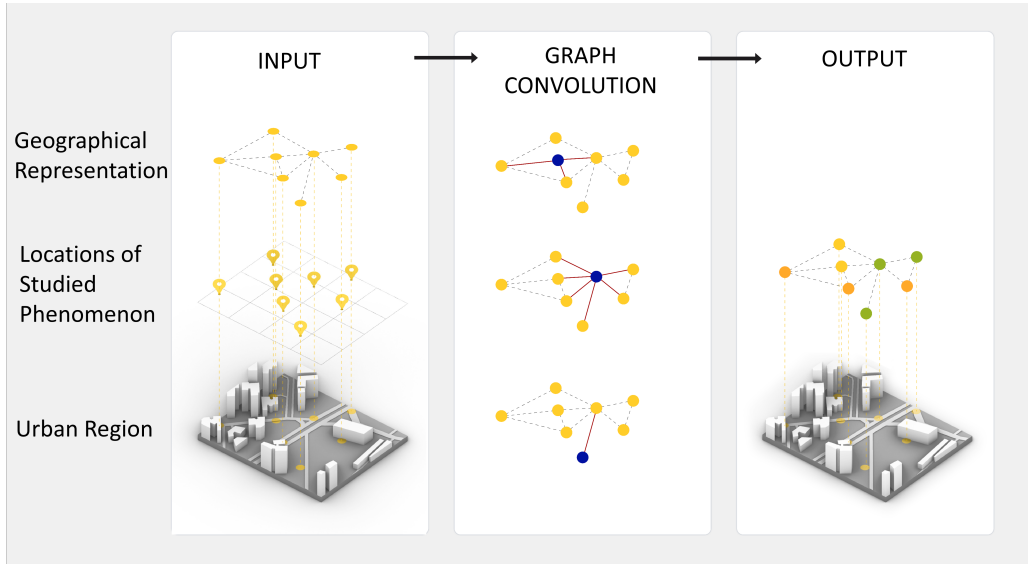 INPUT
GRAPH
CONVOLUTION
OUTPUT
Geographical
Representation
Locations of
Studied
Phenomenon
Urban Region